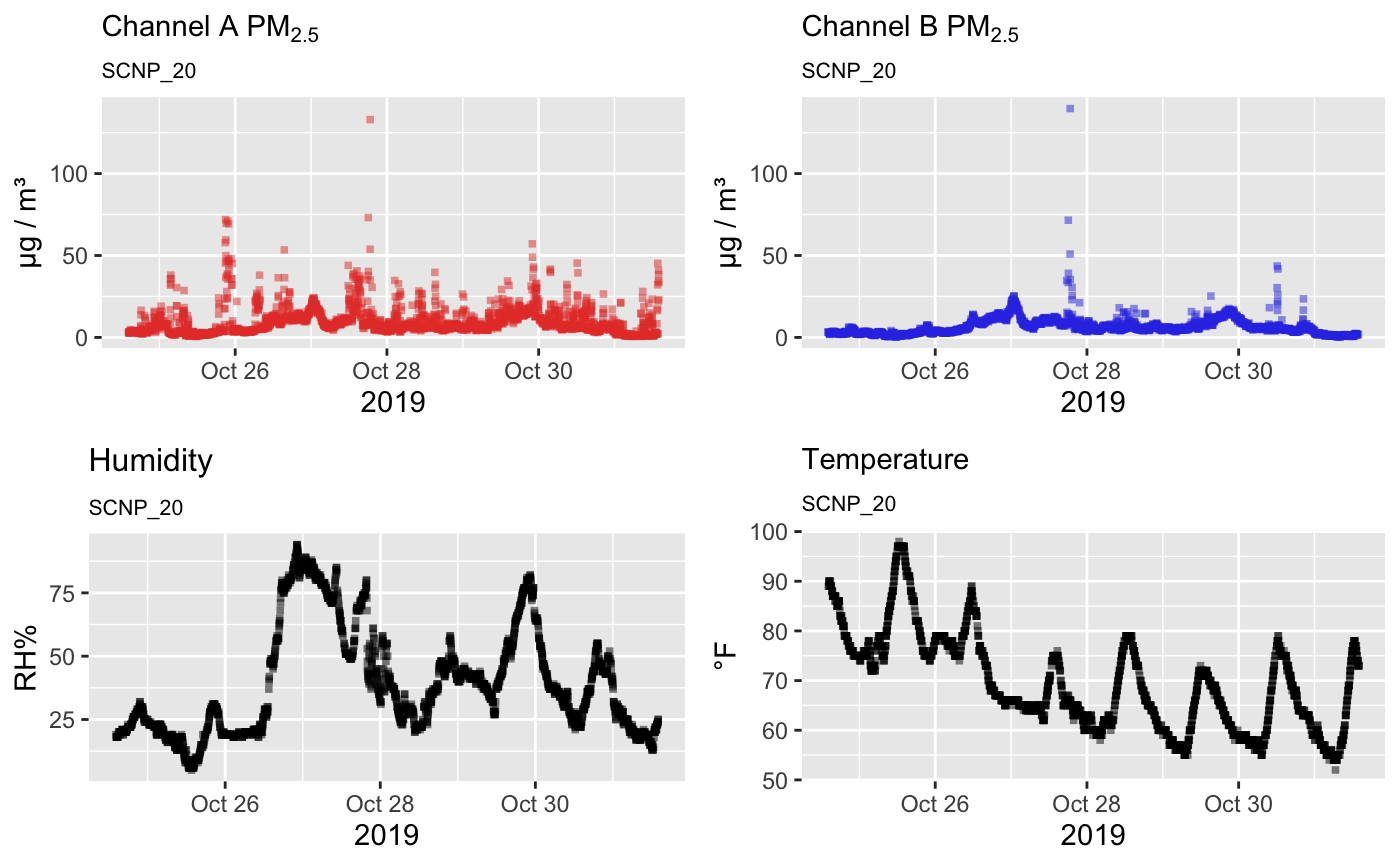 Channel A PM2.5
SCNP_20
µg / m³
100
50
0
Oct 26 Oct 28 Oct 30
2019
Channel B PM2.5
SCNP_20
µg / m³
100
50
0
Oct 26 Oct 28 Oct 30
2019
Humidity
SCNP_20
RH%
75
50
25
Oct 26 Oct 28 Oct 30
2019
Temperature
SCNP_20
°F
100
90
80
70
60
50
Oct 26 Oct 28 Oct 30
2019